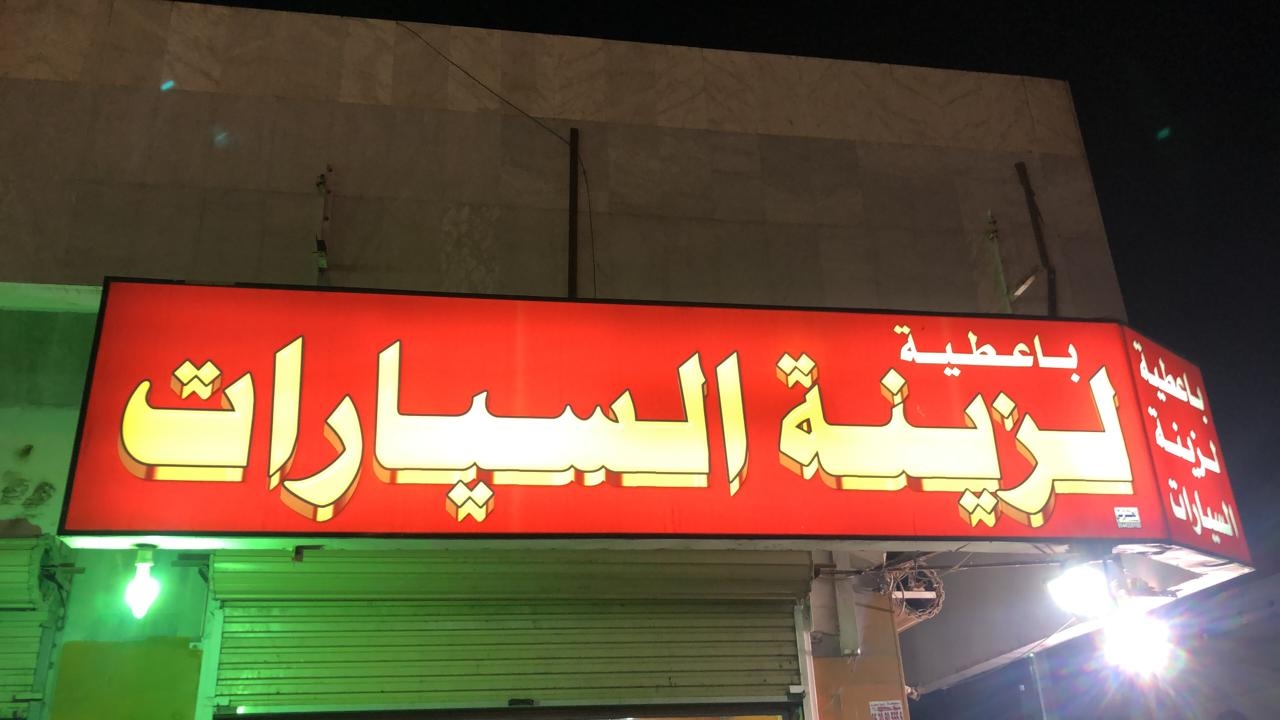 باعطية
لزينة السيارات
باعطية
لزينة
السيارات